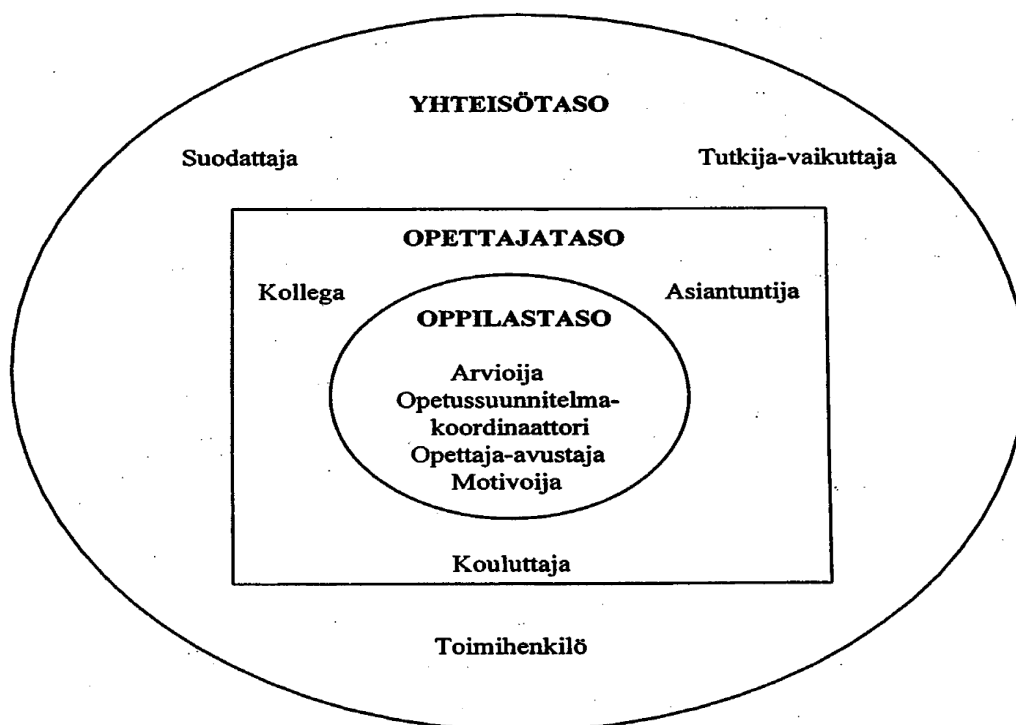 YHTEISÖTASO
Suodattaja
Tutkija-vaikuttaja
OPETTAJATASO
Kollega
Asiantuntija
OPPILASTASO
Arvioija
Opetussuunnitelma-
koordinaattori
Opettaja-avustaja
Motivoija
Kouluttaja
Toimihenkilö